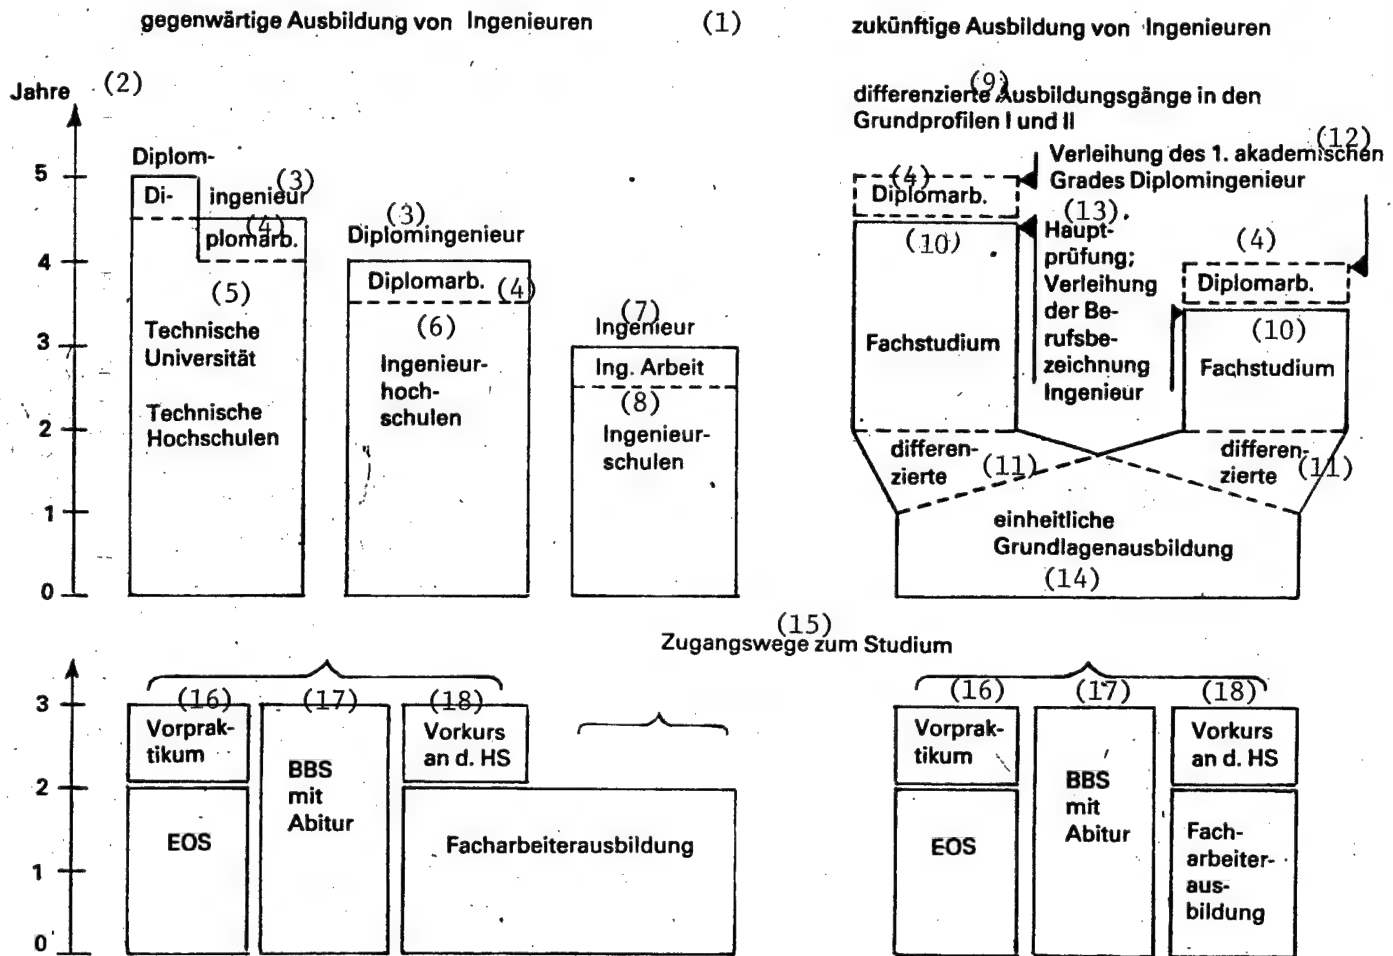 gegenwärtige Ausbildung von Ingenieuren
(1)
zukünftige Ausbildung von Ingenieuren
Jahre
(2)
5
4
3
2
1
0
Diplom-
ingenieur
(3)
Di-
plomarb.
(4)
(5)
Technische
Universität
Technische
Hochschulen
(3)
Diplomingenieur
Diplomarb.
(4)
(6)
Ingenieur-
hoch-
schulen
(7)
Ingenieur
Ing. Arbeit
(8)
Ingenieur-
schulen
(9)
differenzierte Ausbildungsgänge in den
Grundprofilen I und II
(12)
Verleihung des 1. akademischen
Grades Diplomingenieur
(4)
Diplomarb.
(10)
Fachstudium
(13)
Haupt-
prüfung;
Verleihung
der Be-
rufsbe-
zeichnung
Ingenieur
(4)
Diplomarb.
(10)
Fachstudium
differen-
zierte
(11)
differen-
zierte
(11)
einheitliche
Grundlagenausbildung
(14)
(15)
Zugangswege zum Studium
3
2
1
0
(16)
Vorprak-
tikum
EOS
(17)
BBS
mit
Abitur
(18)
Vorkurs
an d. HS
Facharbeiterausbildung
(16)
Vorprak-
tikum
EOS
(17)
BBS
mit
Abitur
(18)
Vorkurs
an d. HS
Fach-
arbeiter-
aus-
bildung